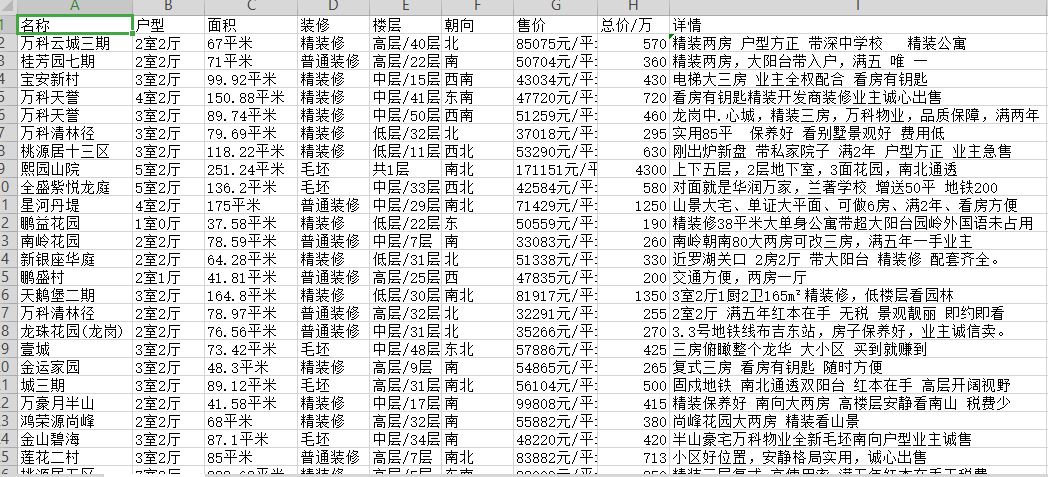 A B C D E F G H I
名称 户型 面积 装修 楼层 朝向 售价 总价/万 详情
2 万科云城三期 2室2厅 67平米 精装修 高层/40层 北 85075元/平 570 精装两房 户型方正 带深中学校 精装公寓
3 桂芳园七期 2室2厅 71平米 普通装修 高层/22层 南 50704元/平 360 精装两房，大阳台带入户，满五 唯 一
4 宝安新村 3室2厅 99.92平米 精装修 中层/15层 西南 43034元/平 430 电梯大三房 业主全权配合 看房有钥匙
5 万科天誉 4室2厅 150.88平米 精装修 中层/41层 东南 47720元/平 720 看房有钥匙精装开发商装修业主诚心出售
6 万科天誉 3室2厅 89.74平米 精装修 中层/50层 西南 51259元/平 460 龙岗中.心城，精装三房，万科物业，品质保障，满两年
7 万科清林径 3室2厅 79.69平米 精装修 低层/32层 北 37018元/平 295 实用85平 保养好 看别墅景观好 费用低
8 桃源居十三区 3室2厅 118.22平米 精装修 低层/11层 西北 53290元/平 630 刚出炉新盘 带私家院子 满2年 户型方正 业主急售
9 熙园山院 5室2厅 251.24平米 毛坯 共1层 南北 171151元/平 4300 上下五层，2层地下室，3面花园，南北通透
0 全盛紫悦龙庭 5室2厅 136.2平米 毛坯 中层/33层 西南 42584元/平 580 对面就是华润万家，兰著学校 增送50平 地铁200
1 星河丹堤 4室2厅 175平米 普通装修 中层/29层 南北 71429元/平 1250 山景大宅、单证大平面、可做6房、满2年、看房方便
2 鹏益花园 1室0厅 37.58平米 精装修 低层/22层 东 50559元/平 190 精装修38平米大单身公寓带超大阳台园岭外国语未占用
3 南岭花园 2室2厅 78.59平米 普通装修 中层/7层 南 33083元/平 260 南岭朝南80大两房可改三房，满五年一手业主
4 新银座华庭 2室2厅 64.28平米 精装修 低层/31层 北 51338元/平 330 近罗湖关口 2房2厅 带大阳台 精装修 配套齐全。
5 鹏盛村 2室1厅 41.81平米 普通装修 高层/25层 西 47835元/平 200 交通方便，两房一厅
6 天鹅堡二期 3室2厅 164.8平米 精装修 低层/30层 南北 81917元/平 1350 3室2厅1厨2卫165m²精装修，低楼层看园林
7 万科清林径 2室2厅 78.97平米 普通装修 高层/32层 北 32291元/平 255 2室2厅 满五年红本在手 无税 景观靓丽 即约即看
8 龙珠花园(龙岗) 2室2厅 76.56平米 普通装修 中层/31层 北 35266元/平 270 3.3号地铁线布吉东站，房子保养好，业主诚信卖。
9 壹城 3室2厅 73.42平米 毛坯 中层/48层 东北 57886元/平 425 三房俯瞰整个龙华 大小区 买到就赚到
0 金运家园 3室2厅 48.3平米 精装修 高层/9层 南 54865元/平 265 复式三房 看房有钥匙 随时方便
1 城三期 3室2厅 89.12平米 毛坯 高层/31层 南北 56104元/平 500 固戍地铁 南北通透双阳台 红本在手 高层开阔视野
2 万豪月半山 2室2厅 41.58平米 精装修 中层/17层 南 99808元/平 415 精装保养好 南向大两房 高楼层安静看南山 税费少
3 鸿荣源尚峰 2室2厅 68平米 精装修 高层/32层 南 55882元/平 380 尚峰花园大两房 精装看山景
4 金山碧海 3室2厅 87.1平米 毛坯 中层/34层 南 48220元/平 420 半山豪宅万科物业全新毛坯南向户型业主诚售
5 莲花二村 3室2厅 85平米 普通装修 高层/7层 南北 83882元/平 713 小区好位置，安静格局实用，诚心出售